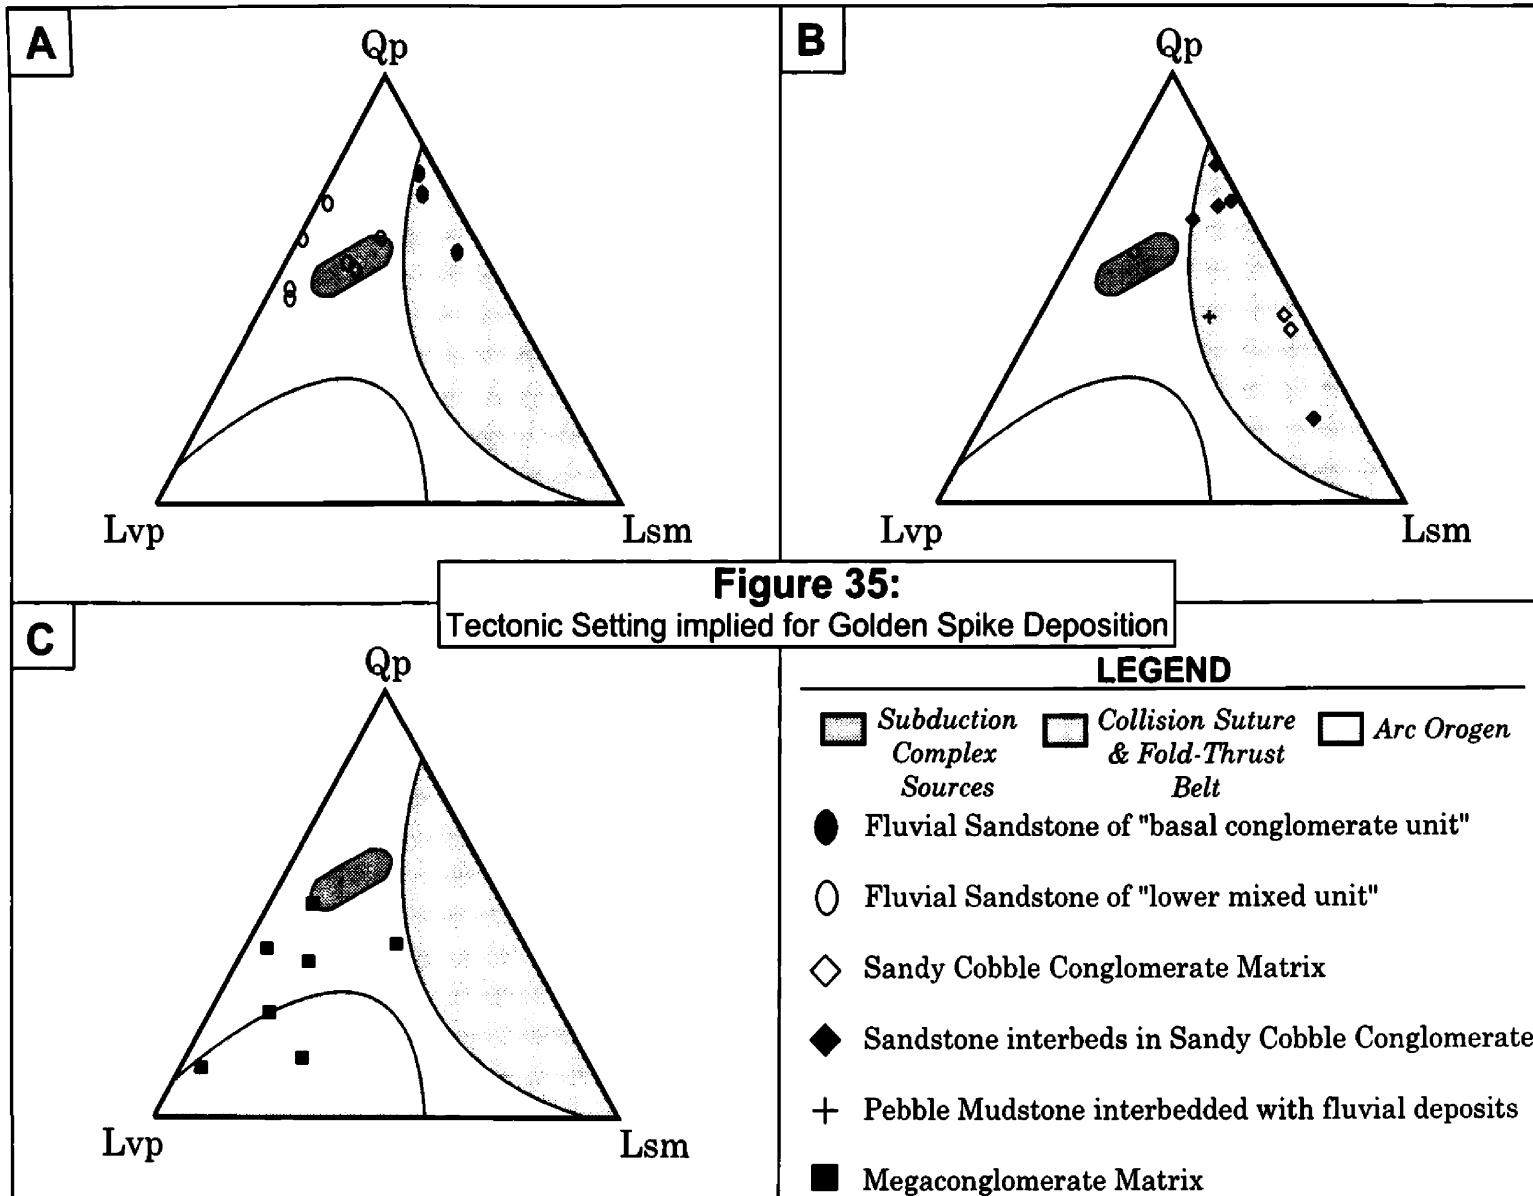 A
Qp
Lvp
Lsm
B
Qp
Lvp
Lsm
Figure 35:
Tectonic Setting implied for Golden Spike Deposition
C
Qp
Lvp
Lsm
LEGEND
Subduction
Complex
Sources
Collision Suture
& Fold-Thrust
Belt
Arc Orogen
Fluvial Sandstone of "basal conglomerate unit"
Fluvial Sandstone of "lower mixed unit"
Sandy Cobble Conglomerate Matrix
Sandstone interbeds in Sandy Cobble Conglomerate
Pebble Mudstone interbedded with fluvial deposits
Megaconglomerate Matrix